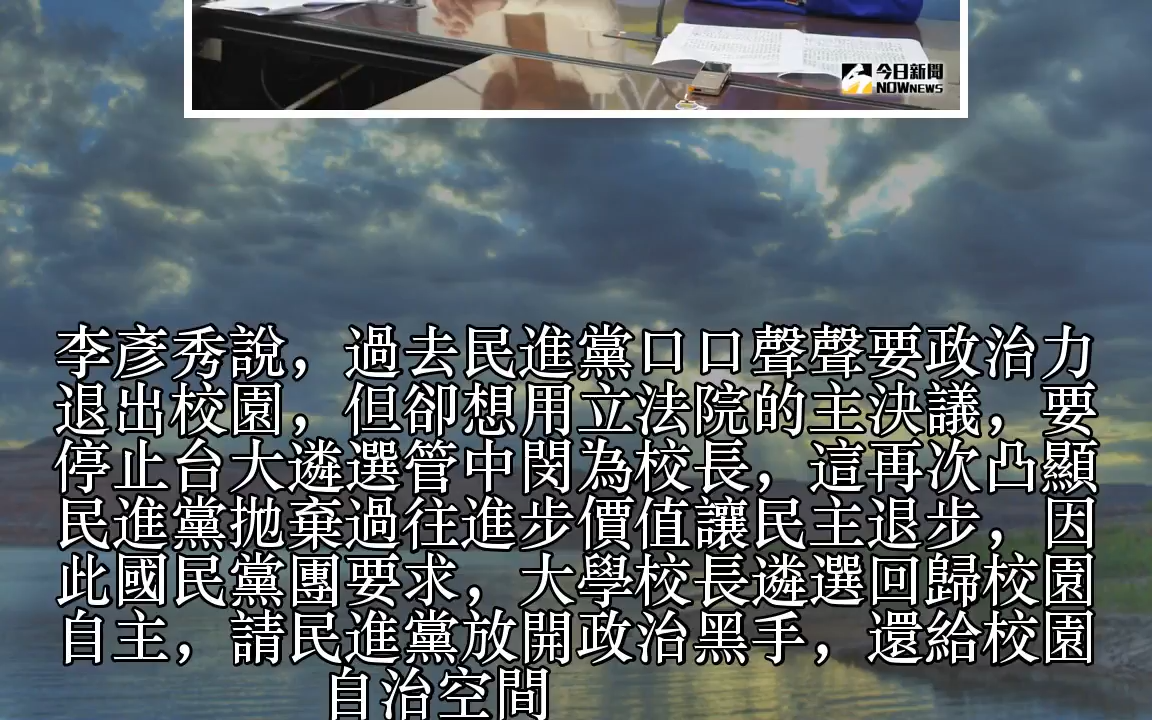 今日新聞
NOWNEWS
李彥秀說，過去民進黨口口聲聲要政治力
退出校園，但卻想用立法院的主決議，要
停止台大遴選管中閔為校長，這再次凸顯
民進黨拋棄過往進步價值讓民主退步，因
此國民黨團要求，大學校長遴選回歸校園
自主，請民進黨放開政治黑手，還給校園
自治空間